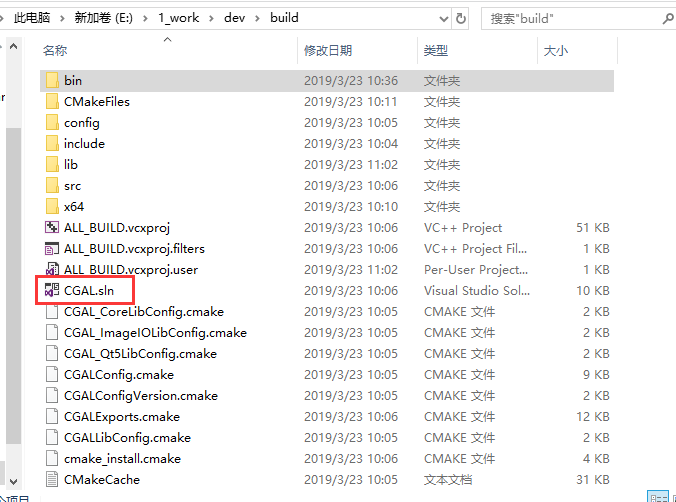 此电脑 > 新加卷 (E:) > 1_work > dev > build
搜索"build"
名称 修改日期 类型 大小
bin 2019/3/23 10:36 文件夹
CMakeFiles 2019/3/23 10:11 文件夹
config 2019/3/23 10:05 文件夹
include 2019/3/23 10:04 文件夹
lib 2019/3/23 11:02 文件夹
src 2019/3/23 10:06 文件夹
x64 2019/3/23 10:10 文件夹
ALL_BUILD.vcxproj 2019/3/23 10:06 VC++ Project 51 KB
ALL_BUILD.vcxproj.filters 2019/3/23 10:06 VC++ Project Fil... 1 KB
ALL_BUILD.vcxproj.user 2019/3/23 11:02 Per-User Project... 1 KB
CGAL.sln 2019/3/23 10:06 Visual Studio Sol... 10 KB
CGAL_CoreLibConfig.cmake 2019/3/23 10:06 CMAKE 文件 2 KB
CGAL_ImageIOLibConfig.cmake 2019/3/23 10:06 CMAKE 文件 2 KB
CGAL_Qt5LibConfig.cmake 2019/3/23 10:06 CMAKE 文件 2 KB
CGALConfig.cmake 2019/3/23 10:05 CMAKE 文件 9 KB
CGALConfigVersion.cmake 2019/3/23 10:05 CMAKE 文件 2 KB
CGALExports.cmake 2019/3/23 10:06 CMAKE 文件 12 KB
CGALLibConfig.cmake 2019/3/23 10:05 CMAKE 文件 2 KB
cmake_install.cmake 2019/3/23 10:06 CMAKE 文件 2 KB
CMakeCache 2019/3/23 10:05 文本文档 31 KB